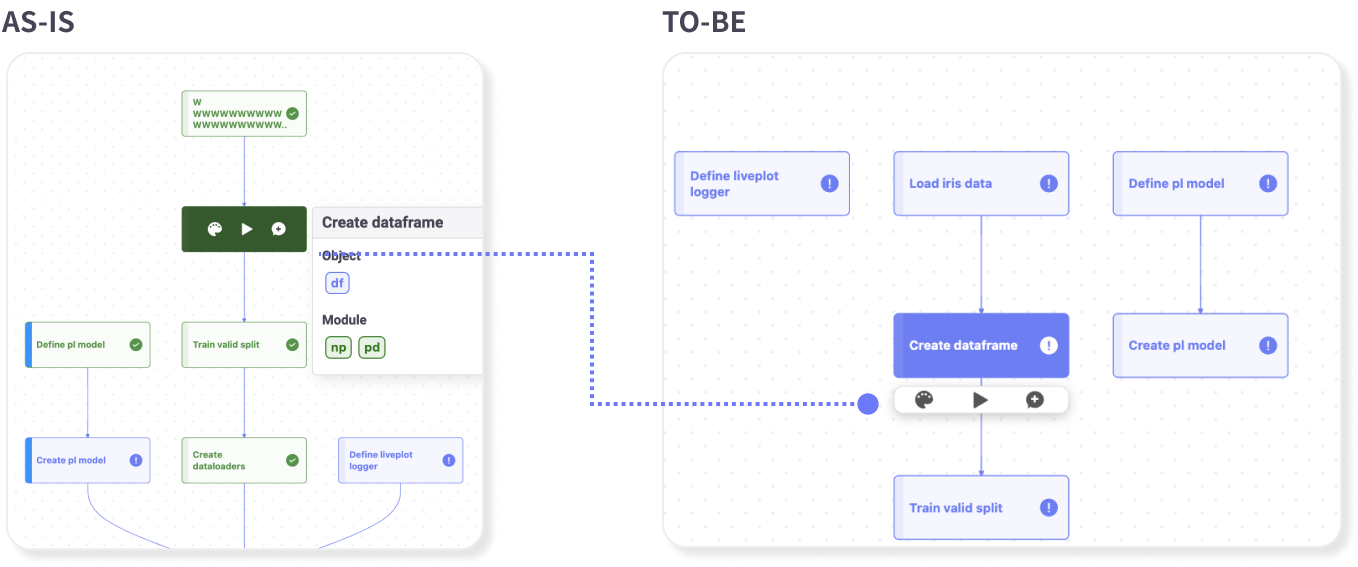 AS-IS
TO-BE
W
WWWWWWWWWW
WWWWWWWWWW..
Create dataframe
Object
df
Module
np pd
Define pl model
Train valid split
Create pl model
Create
dataloaders
Define liveplot
logger
Define liveplot
logger
Load iris data
Define pl model
Create dataframe
Create pl model
Train valid split